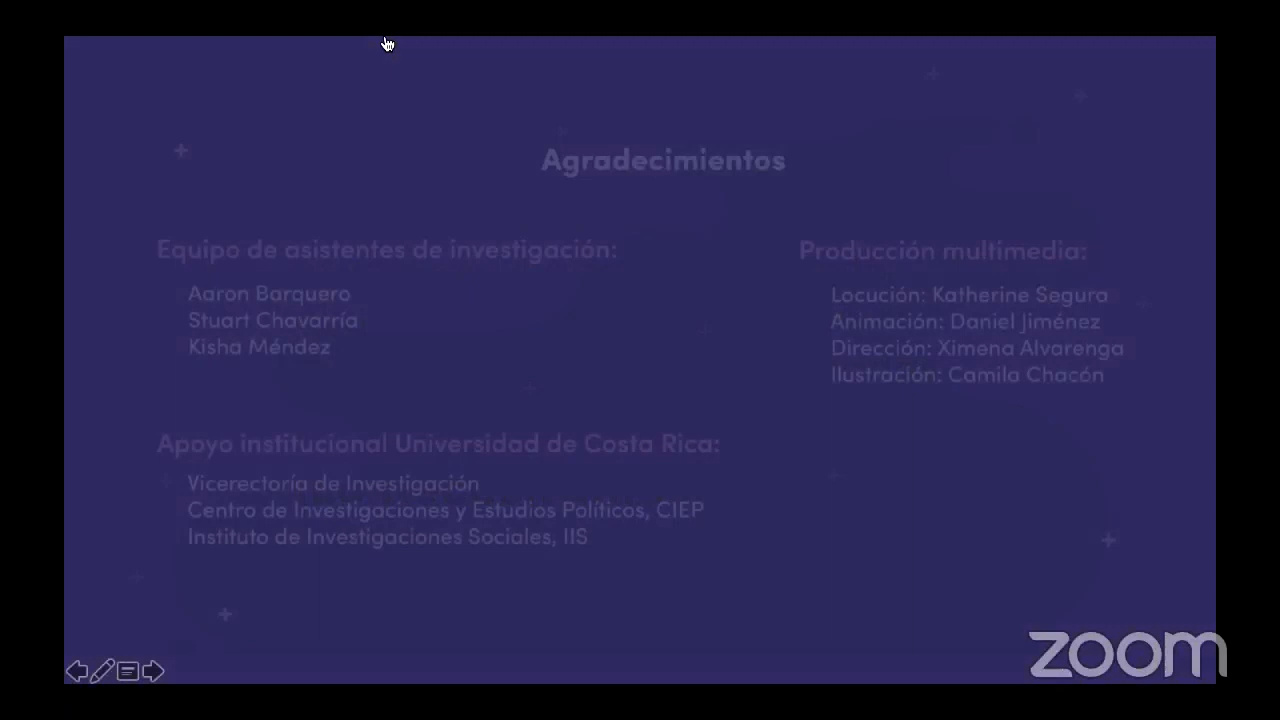 Agradecimientos
Equipo de asistentes de investigación:
Aaron Barquero
Stuart Chavarría
Kisha Méndez
Producción multimedia:
Locución: Katherine Segura
Animación: Daniel Jiménez
Dirección: Ximena Alvarenga
Ilustración: Camila Chacón
Apoyo institucional Universidad de Costa Rica:
Vicerectoría de Investigación
Centro de Investigaciones y Estudios Políticos, CIEP
Instituto de Investigaciones Sociales, IIS
zoom